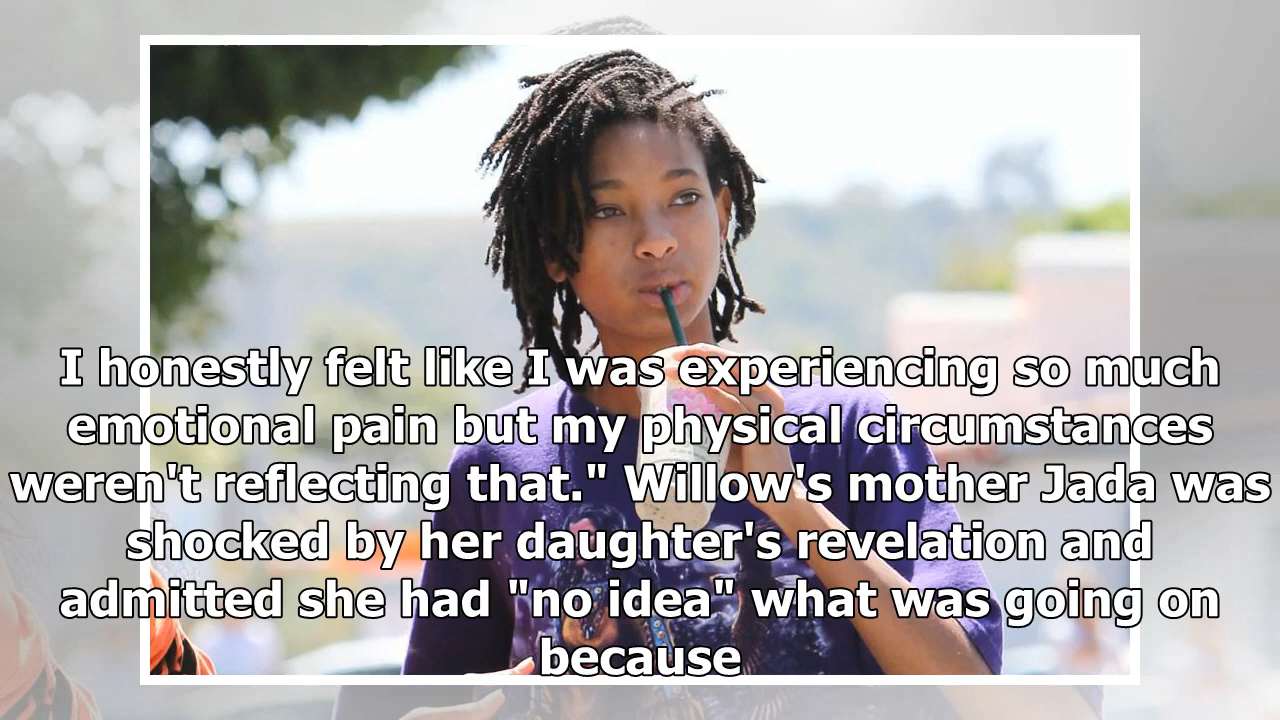 I honestly felt like I was experiencing so much
emotional pain but my physical circumstances
weren't reflecting that." Willow's mother Jada was
shocked by her daughter's revelation and
admitted she had "no idea" what was going on
because